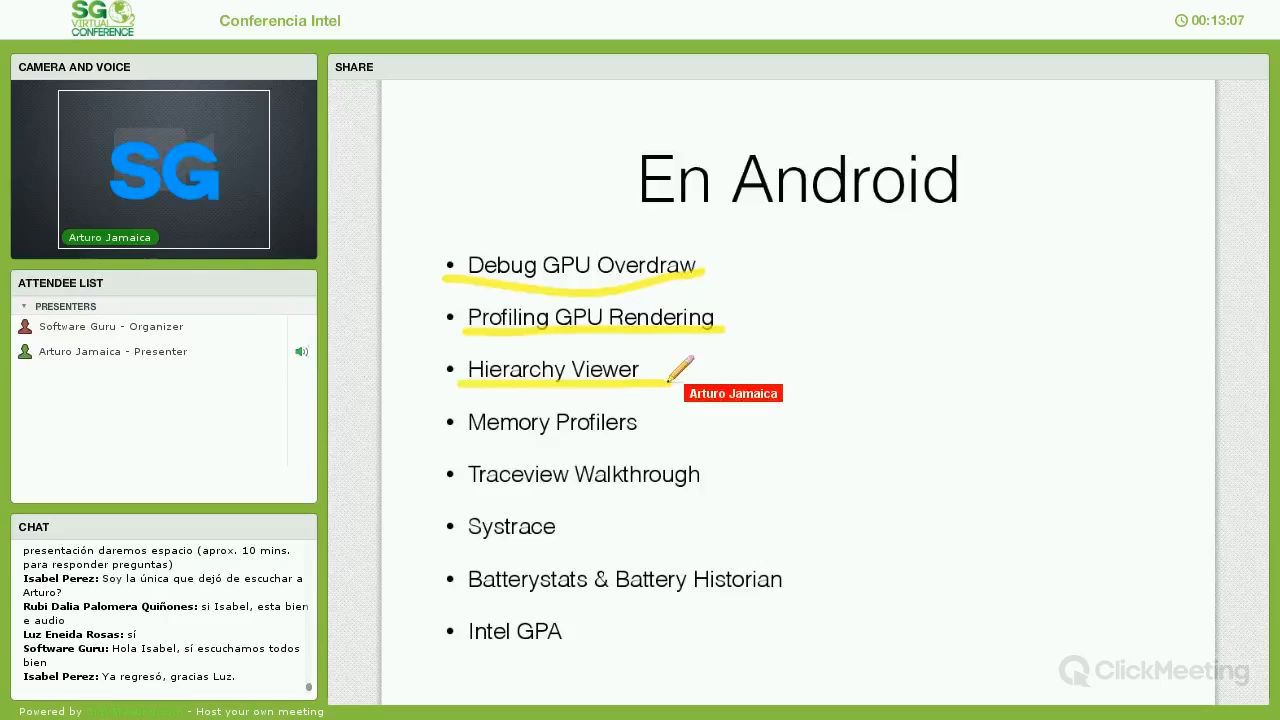 SG
VIRTUAL
CONFERENCE
Conferencia Intel
00:13:07
CAMERA AND VOICE
SG
Arturo Jamaica
ATTENDEE LIST
PRESENTERS
Software Guru - Organizer
Arturo Jamaica - Presenter
CHAT
presentación daremos espacio (aprox. 10 mins.
para responder preguntas)
Isabel Perez: Soy la única que dejó de escuchar a
Arturo?
Rubi Dalia Palomera Quiñones: si Isabel, esta bien
e audio
Luz Eneida Rosas: sí
Software Guru: Hola Isabel, sí escuchamos todos
bien
Isabel Perez: Ya regresó, gracias Luz.
Powered by - Host your own meeting
SHARE
En Android
• Debug GPU Overdraw
• Profiling GPU Rendering
• Hierarchy Viewer
Arturo Jamaica
• Memory Profilers
• Traceview Walkthrough
• Systrace
• Batterystats & Battery Historian
• Intel GPA
ClickMeeting